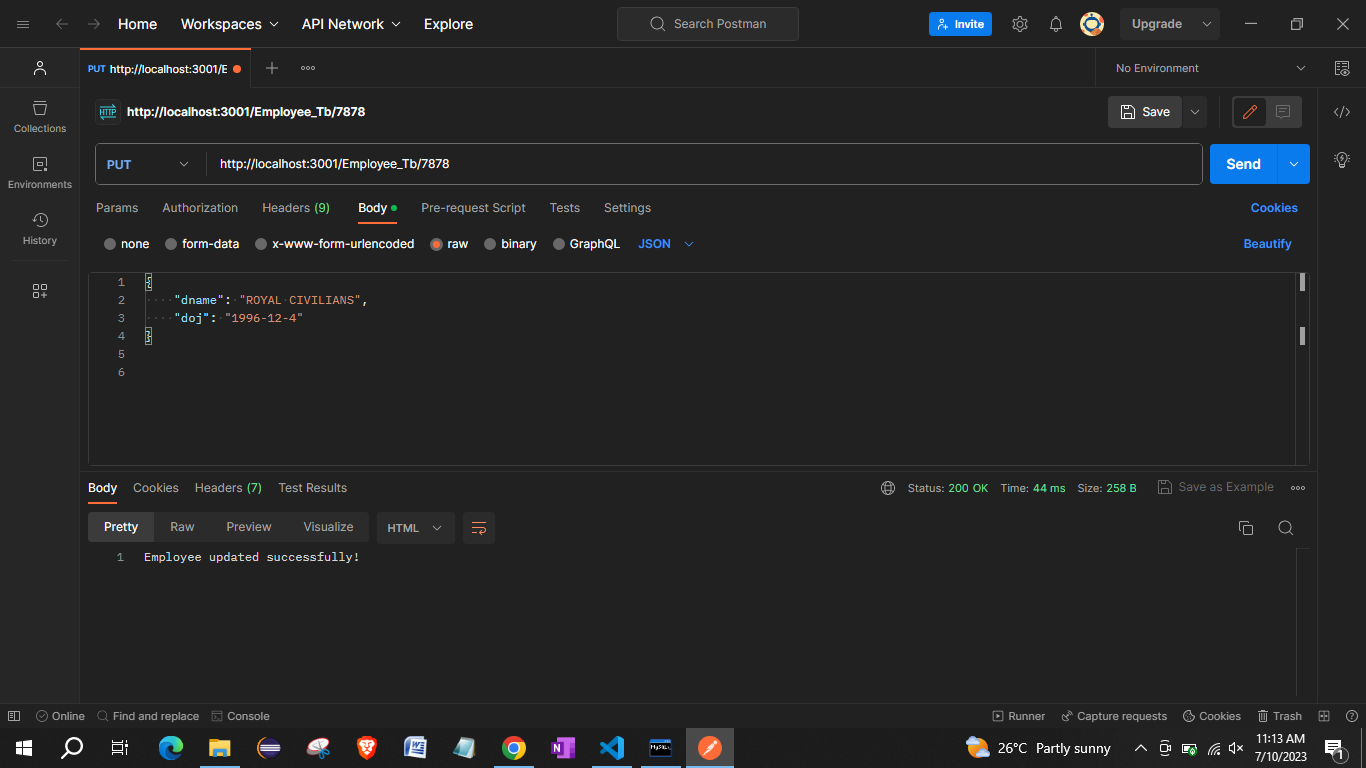 Home Workspaces API Network Explore Search Postman Invite Upgrade
PUT http://localhost:3001/E No Environment
HTTP http://localhost:3001/Employee_Tb/7878 Save
Collections
PUT http://localhost:3001/Employee_Tb/7878 Send
Environments
Params Authorization Headers (9) Body Pre-request Script Tests Settings Cookies
History
none form-data x-www-form-urlencoded raw binary GraphQL JSON Beautify
1 {
2 "dname": "ROYAL CIVILIANS",
3 "doj": "1996-12-4"
4 }
5
6
Body Cookies Headers (7) Test Results Status: 200 OK Time: 44 ms Size: 258 B Save as Example
Pretty Raw Preview Visualize HTML
1 Employee updated successfully!
Online Find and replace Console Runner Capture requests Cookies Trash
26°C Partly sunny
11:13 AM
7/10/2023
1